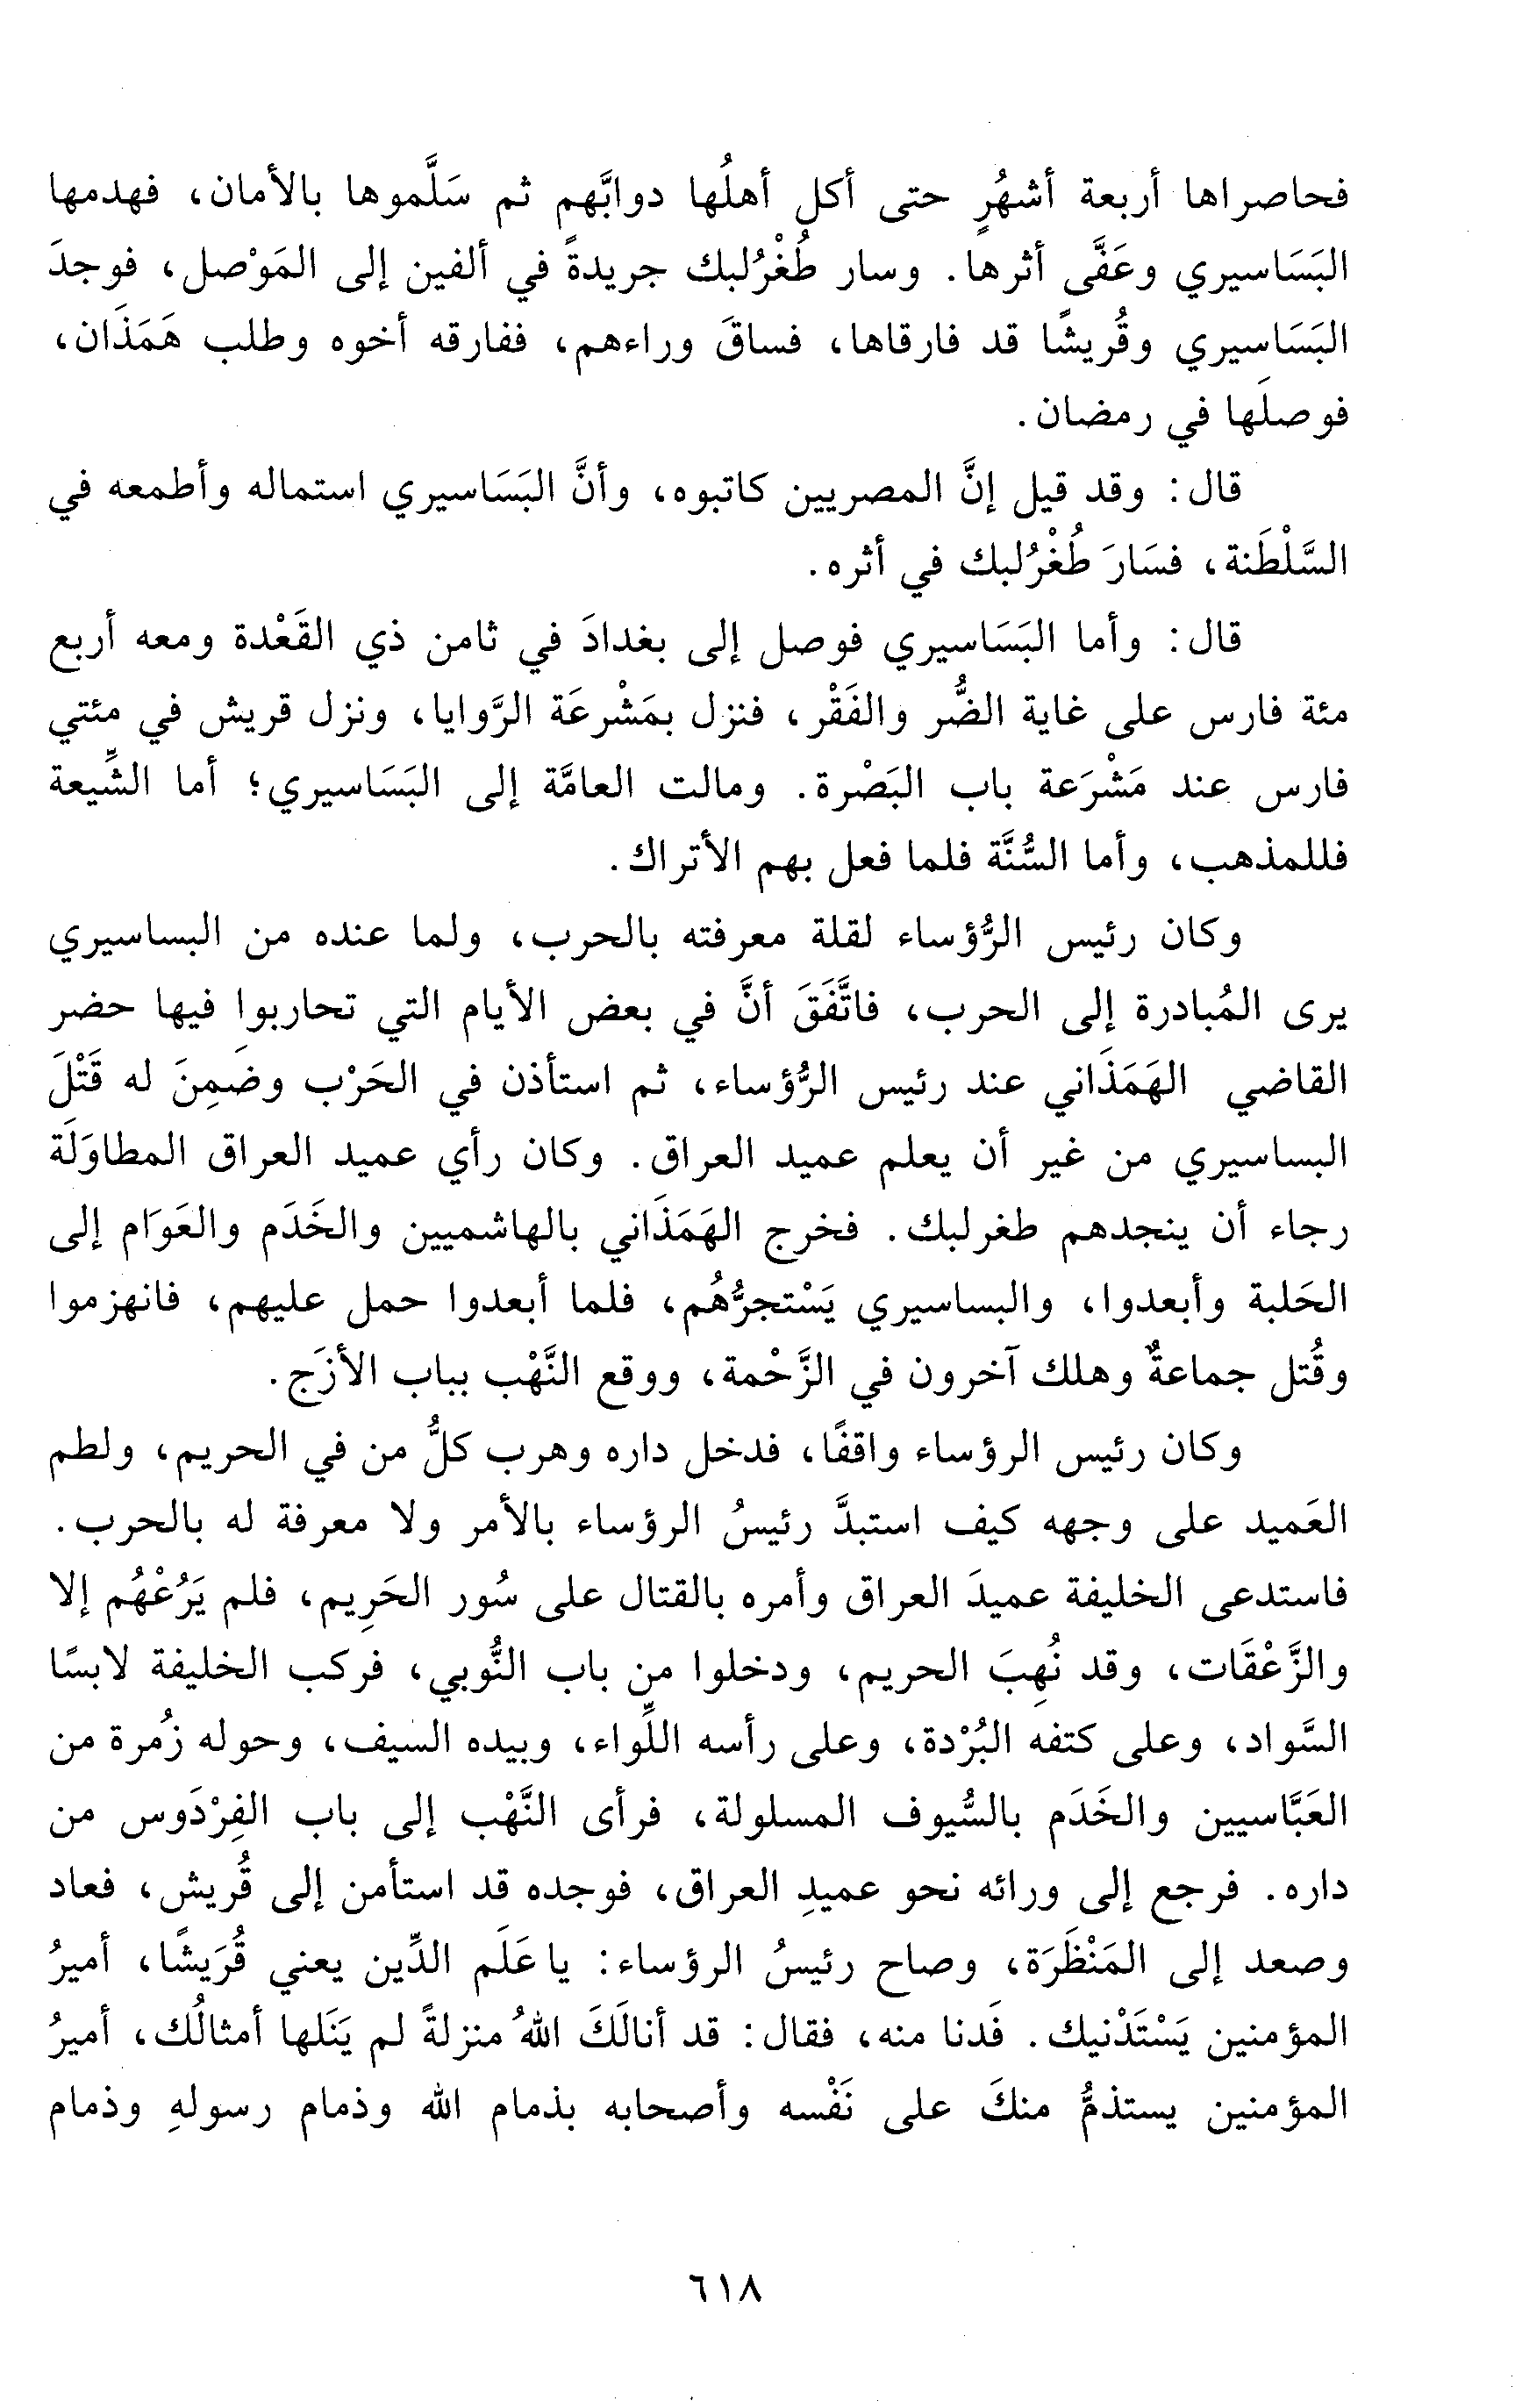 فحاصراها أربعة أشهُرٍ حتى أكل أهلُها دوابَّهم ثم سَلَّموها بالأمان، فهدمها
البَسَاسيري وعَفَّى أثرها. وسار طُغْرُلبك جريدةً في ألفين إلى المَوْصل، فوجدَ
البَسَاسيري وقُريشًا قد فارقاها، فساقَ وراءهم، ففارقه أخوه وطلب هَمَذَان،
فوصلَها في رمضان.
قال: وقد قيل إنَّ المصريين كاتبوه، وأنَّ البَسَاسيري استماله وأطمعه في
السَّلْطَنة، فسَارَ طُغْرُلبك في أثره.
قال: وأما البَسَاسيري فوصل إلى بغدادَ في ثامن ذي القَعْدة ومعه أربع
مئة فارس على غاية الضُّر والفَقْر، فنزل بمَشْرعَة الرَّوايا، ونزل قريش في مئتي
فارس عند مَشْرَعة باب البَصْرة. ومالت العامَّة إلى البَسَاسيري؛ أما الشِّيعة
فللمذهب، وأما السُّنَّة فلما فعل بهم الأتراك.
وكان رئيس الرُّؤساء لقلة معرفته بالحرب، ولما عنده من البساسيري
يرى المُبادرة إلى الحرب، فاتَّفَقَ أنَّ في بعض الأيام التي تحاربوا فيها حضر
القاضي الهَمَذَاني عند رئيس الرُّؤساء، ثم استأذن في الحَرْب وضَمِنَ له قَتْلَ
البساسيري من غير أن يعلم عميد العراق. وكان رأي عميد العراق المطاوَلَة
رجاء أن ينجدهم طغرلبك. فخرج الهَمَذَاني بالهاشميين والخَدَم والعَوَام إلى
الحَلبة وأبعدوا، والبساسيري يَسْتجرُّهُم، فلما أبعدوا حمل عليهم، فانهزموا
وقُتل جماعةٌ وهلك آخرون في الزَّحْمة، ووقع النَّهْب بباب الأزَج.
وكان رئيس الرؤساء واقفًا، فدخل داره وهرب كلُّ من في الحريم، ولطم
العَميد على وجهه كيف استبدَّ رئيسُ الرؤساء بالأمر ولا معرفة له بالحرب.
فاستدعى الخليفة عميدَ العراق وأمره بالقتال على سُور الحَرِيم، فلم يَرُعْهُم إلا
والزَّعْقَات، وقد نُهِبَ الحريم، ودخلوا من باب النُّوبي، فركب الخليفة لابسًا
السَّواد، وعلى كتفه البُرْدة، وعلى رأسه اللِّواء، وبيده السيف، وحوله زُمرة من
العَبَّاسيين والخَدَم بالسُّيوف المسلولة، فرأى النَّهْب إلى باب الفِرْدَوس من
داره. فرجع إلى ورائه نحو عميدِ العراق، فوجده قد استأمن إلى قُريش، فعاد
وصعد إلى المَنْظَرَة، وصاح رئيسُ الرؤساء: يا عَلَم الدِّين يعني قُرَيشًا، أميرُ
المؤمنين يَسْتَدْنيك. فَدنا منه، فقال: قد أنالَكَ اللهُ منزلةً لم يَنَلها أمثالُك، أميرُ
المؤمنين يستذمُّ منكَ على نَفْسه وأصحابه بذمام الله وذمام رسولهِ وذمام
٦١٨